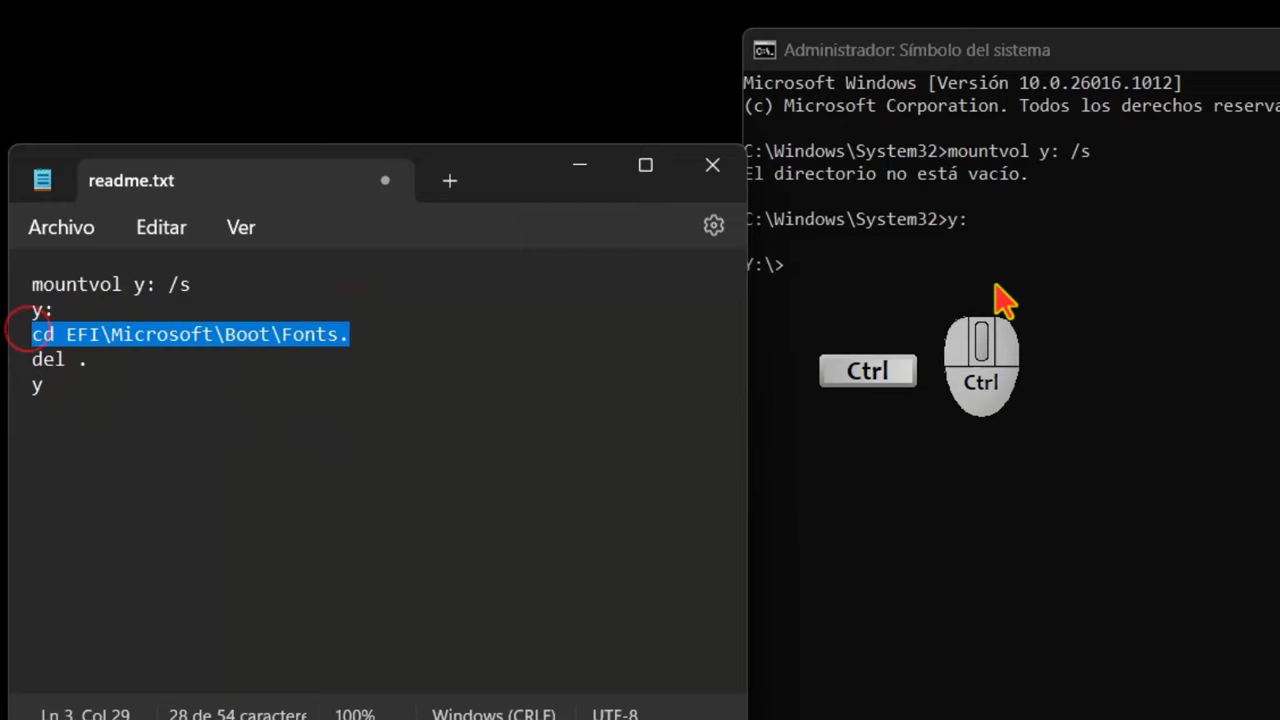 Administrador: Símbolo del sistema
Microsoft Windows [Versión 10.0.26016.1012]
(c) Microsoft Corporation. Todos los derechos reserva
C:\Windows\System32>mountvol y: /s
El directorio no está vacío.
C:\Windows\System32>y:
Y:\>
readme.txt
Archivo Editar Ver
mountvol y: /s
y:
cd EFI\Microsoft\Boot\Fonts.
del .
y
Ctrl
Ctrl
Ln 3, Col 29 28 de 54 caractere 100% Windows (CRLF) UTF-8